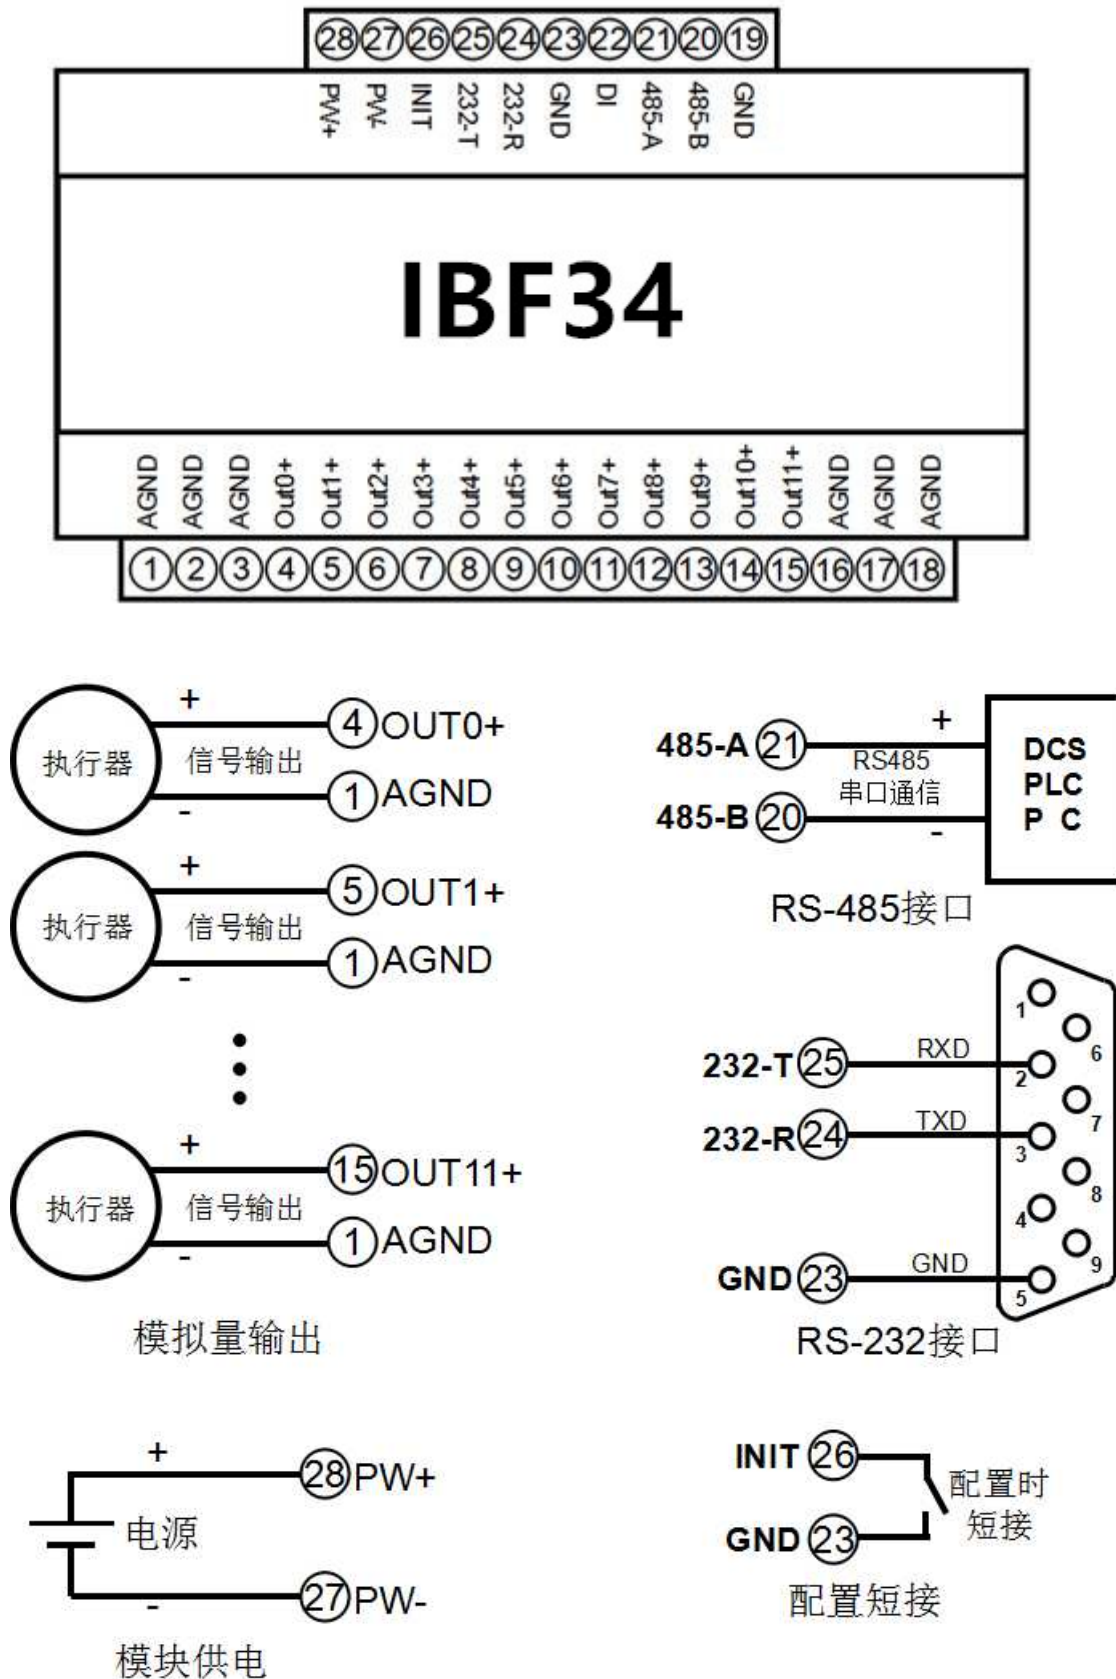 28 27 26 25 24 23 22 21 20 19
PW+ PW- INIT 232-T 232-R GND DI 485-A 485-B GND
IBF34
AGND AGND AGND Out0+ Out1+ Out2+ Out3+ Out4+ Out5+ Out6+ Out7+ Out8+ Out9+ Out10+ Out11+ AGND AGND AGND
1 2 3 4 5 6 7 8 9 10 11 12 13 14 15 16 17 18
+
4 OUT0+
执行器 信号输出
-
1 AGND
+
5 OUT1+
执行器 信号输出
-
1 AGND
+
15 OUT11+
执行器 信号输出
-
1 AGND
模拟量输出
+
28 PW+
电源
-
27 PW-
模块供电
485-A 21 +
RS485
串口通信
485-B 20 -
DCS
PLC
P C
RS-485接口
1
6
232-T 25 RXD 2
7
232-R 24 TXD 3
8
4
9
GND 23 GND 5
RS-232接口
INIT 26
配置时
短接
GND 23
配置短接